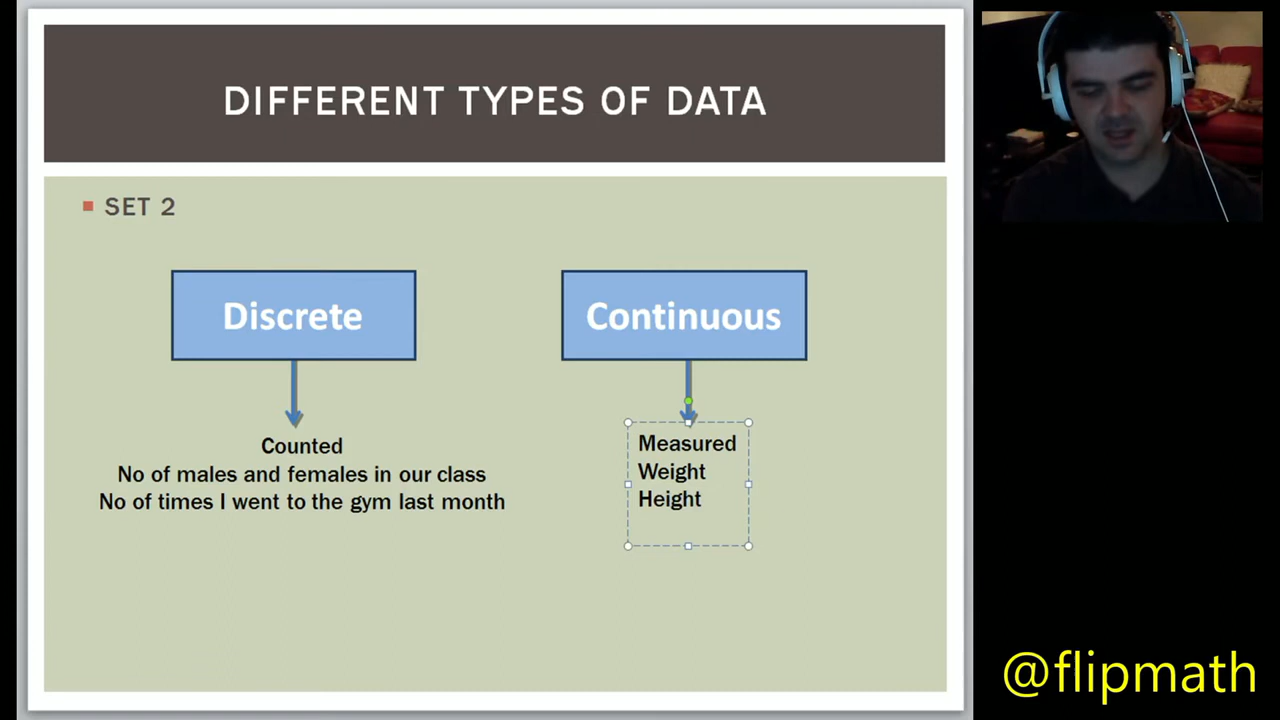 DIFFERENT TYPES OF DATA
SET 2
Discrete
Continuous
Counted
No of males and females in our class
No of times I went to the gym last month
Measured
Weight
Height
@flipmath